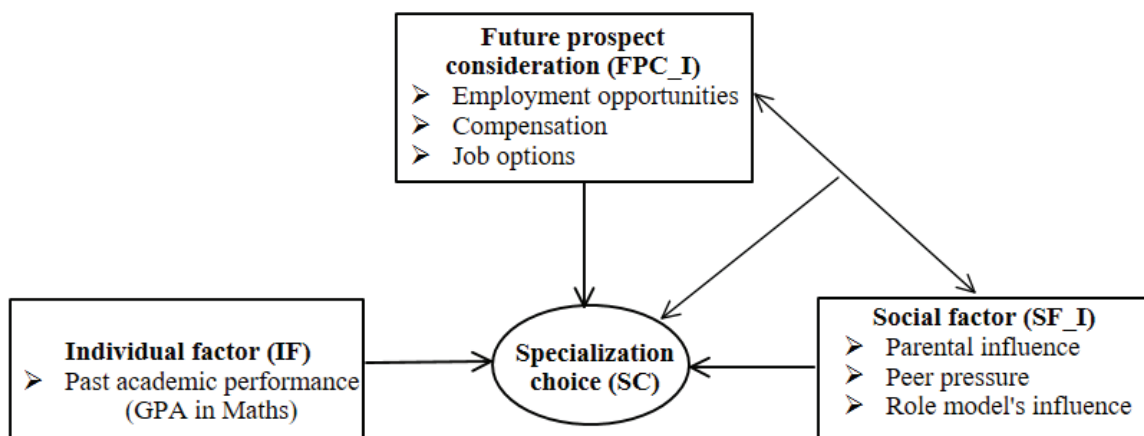 Future prospect
consideration (FPC_I)
➢ Employment opportunities
➢ Compensation
➢ Job options
Individual factor (IF)
➢ Past academic performance
(GPA in Maths)
Specialization
choice (SC)
Social factor (SF_I)
➢ Parental influence
➢ Peer pressure
➢ Role model's influence